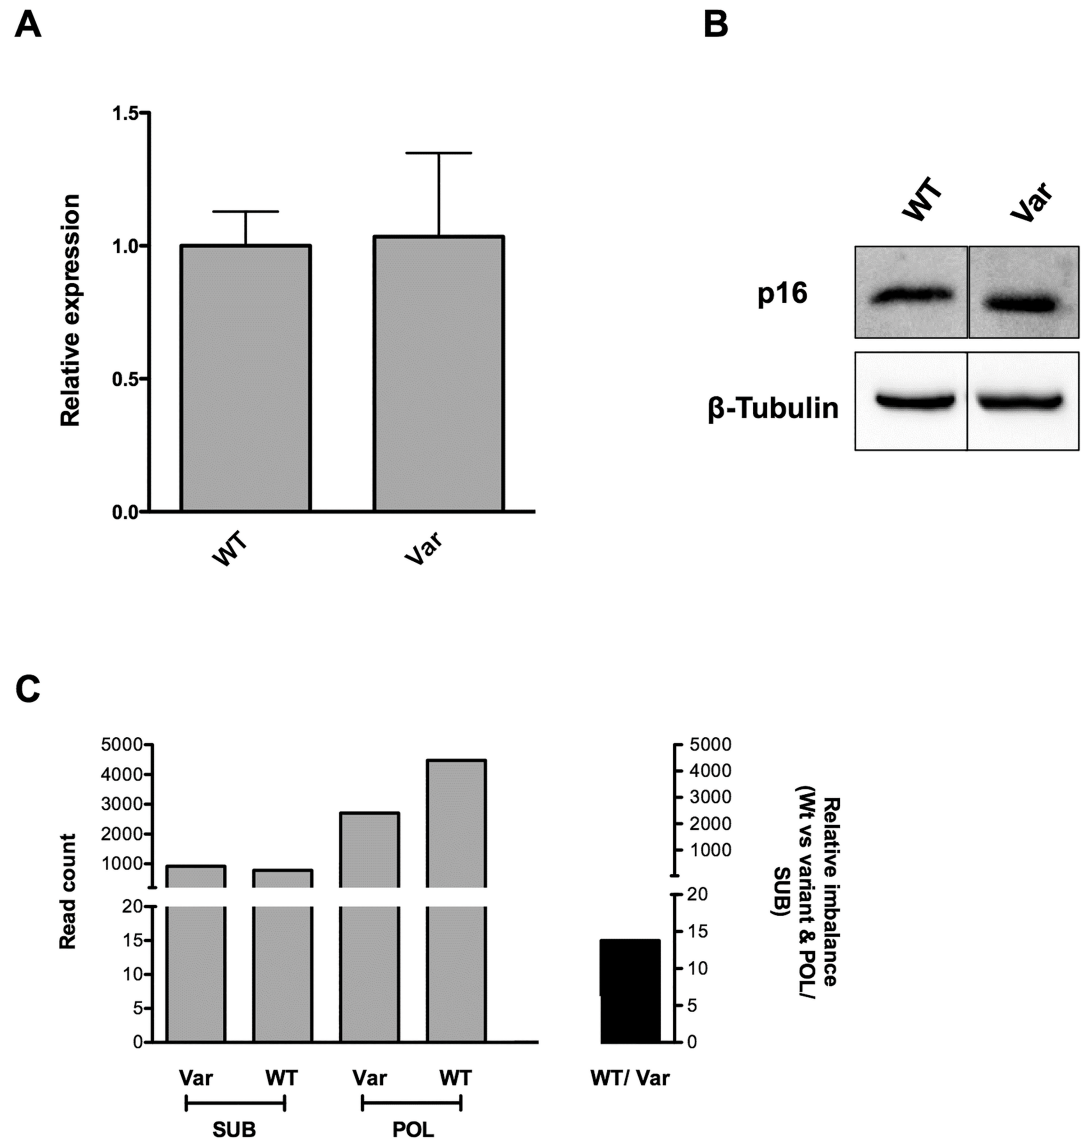 A
Relative expression
1.5
1.0
0.5
0.0
WT
Var
B
WT
Var
p16
β-Tubulin
C
Read count
5000
4000
3000
2000
1000
20
15
10
5
0
Var
WT
Var
WT
SUB
POL
5000
4000
3000
2000
1000
20
15
10
5
0
WT/ Var
Relative imbalance
(Wt vs variant & POL/
SUB)